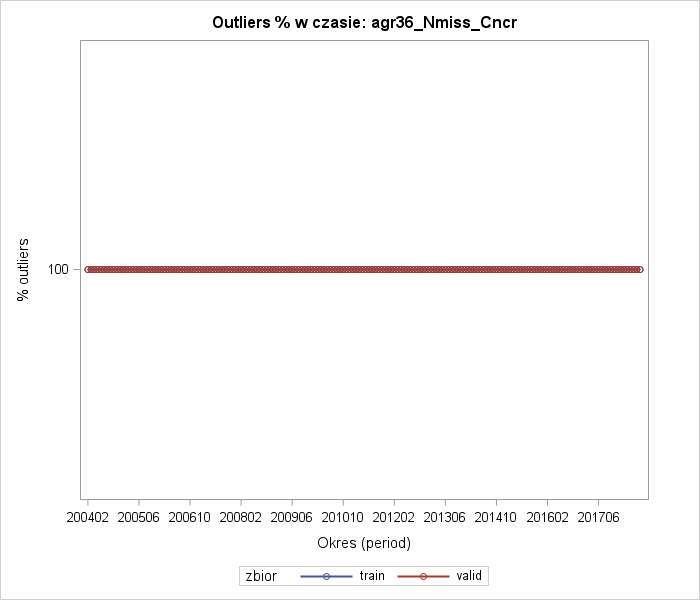 Outliers % w czasie: agr36_Nmiss_Cncr
% outliers
100
200402 200506 200610 200802 200906 201010 201202 201306 201410 201602 201706
Okres (period)
zbior train valid